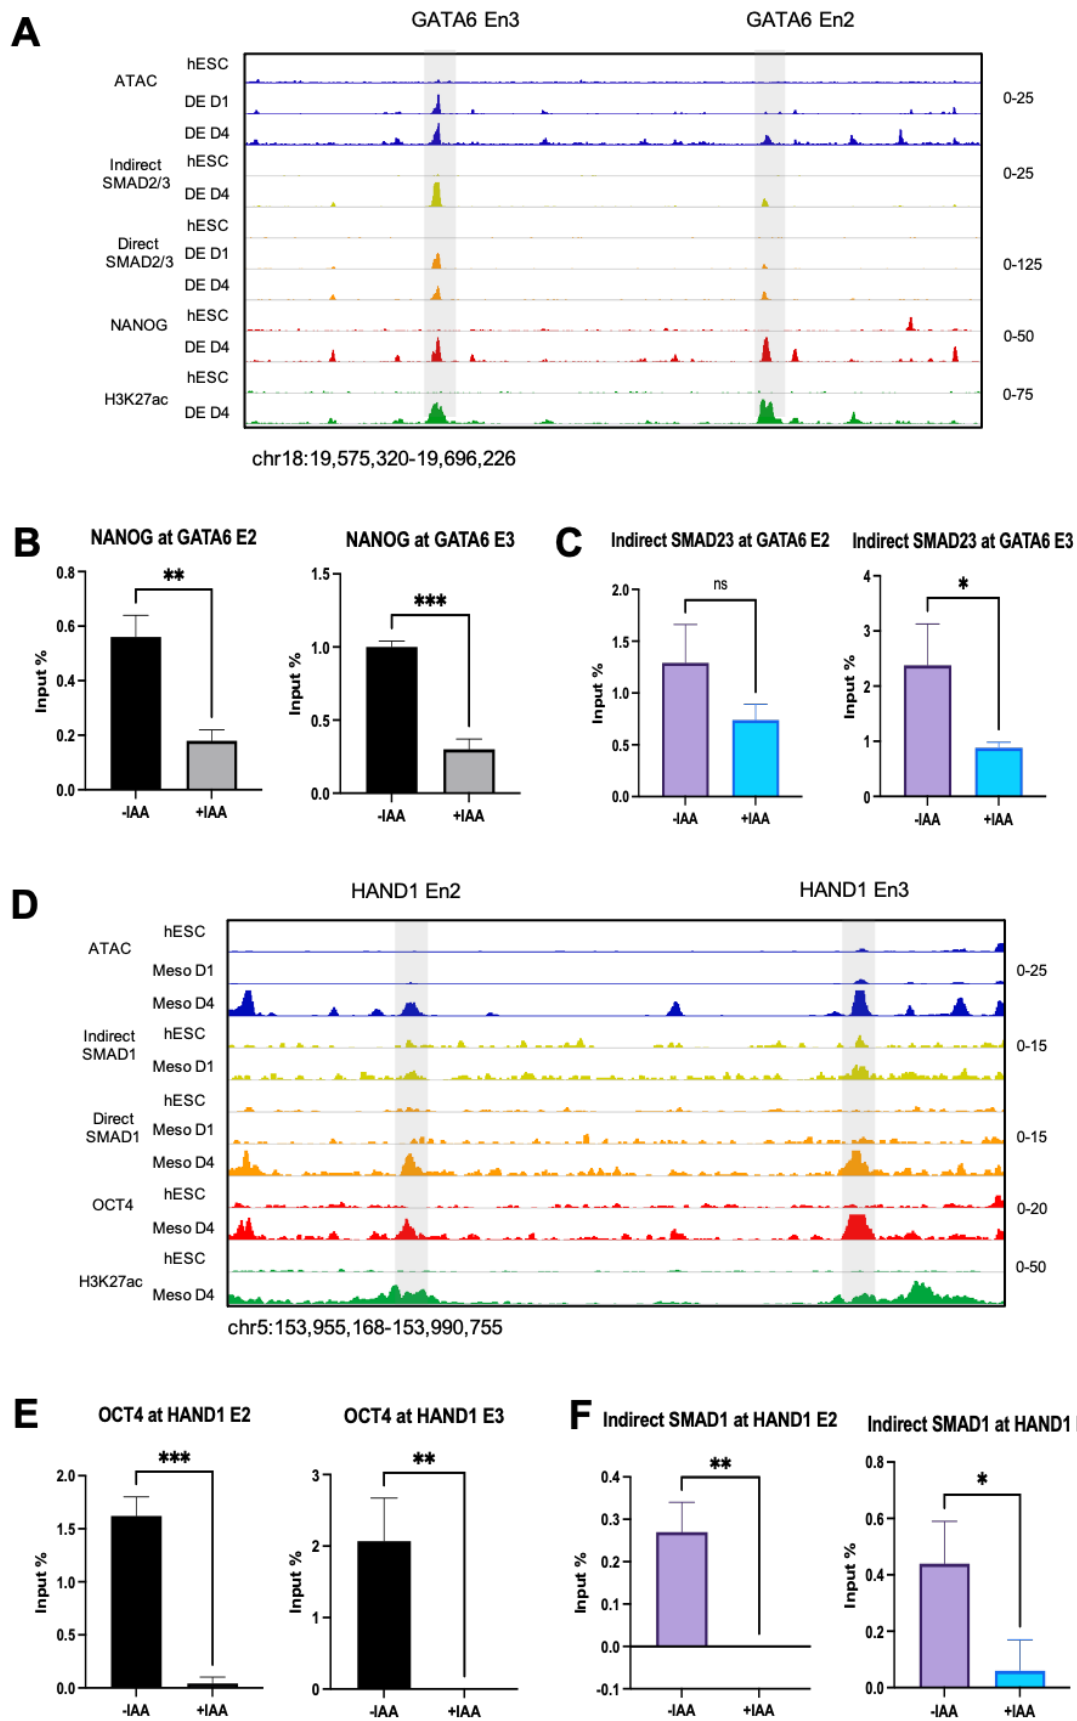 A
GATA6 En3
GATA6 En2
ATAC
hESC
DE D1
0-25
DE D4
Indirect
SMAD2/3
hESC
0-25
DE D4
Direct
SMAD2/3
hESC
DE D1
0-125
DE D4
NANOG
hESC
0-50
DE D4
H3K27ac
hESC
0-75
DE D4
chr18:19,575,320-19,696,226
B
NANOG at GATA6 E2
Input %
0.8
0.6
0.4
0.2
0.0
**
-IAA
+IAA
NANOG at GATA6 E3
Input %
1.5
1.0
0.5
0.0
***
-IAA
+IAA
C
Indirect SMAD23 at GATA6 E2
Input %
2.0
1.5
1.0
0.5
0.0
ns
-IAA
+IAA
Indirect SMAD23 at GATA6 E3
Input %
4
3
2
1
0
*
-IAA
+IAA
D
HAND1 En2
HAND1 En3
ATAC
hESC
Meso D1
0-25
Meso D4
Indirect
SMAD1
hESC
0-15
Meso D1
Direct
SMAD1
hESC
Meso D1
0-15
Meso D4
OCT4
hESC
0-20
Meso D4
H3K27ac
hESC
0-50
Meso D4
chr5:153,955,168-153,990,755
E
OCT4 at HAND1 E2
Input %
2.0
1.5
1.0
0.5
0.0
***
-IAA
+IAA
OCT4 at HAND1 E3
Input %
3
2
1
0
**
-IAA
+IAA
F
Indirect SMAD1 at HAND1 E2
Input %
0.4
0.3
0.2
0.1
0.0
-0.1
**
-IAA
+IAA
Indirect SMAD1 at HAND1
Input %
0.8
0.6
0.4
0.2
0.0
*
-IAA
+IAA